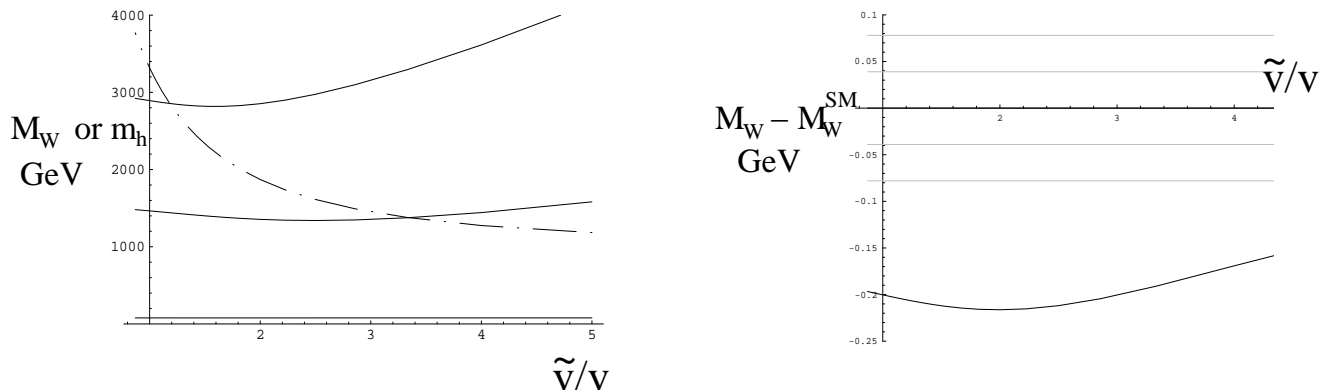 4000
3000
M_W or m_h
GeV
2000
1000
2 3 4 5
ṽ/v
0.1
0.05
ṽ/v
M_W – M_W^SM
GeV
2 3 4
-0.05
-0.1
-0.15
-0.2
-0.25